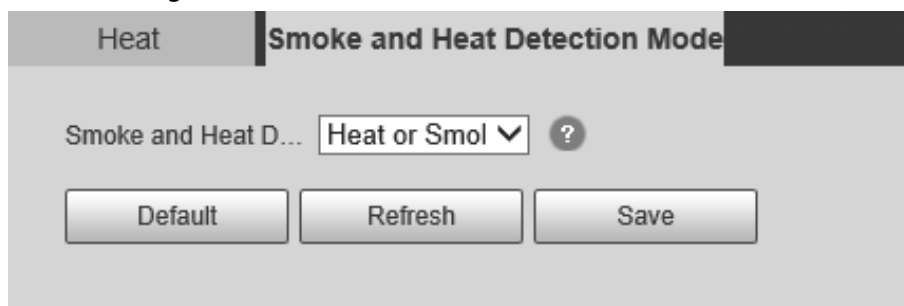 Heat Smoke and Heat Detection Mode
Smoke and Heat D... Heat or Smol ?
Default Refresh Save